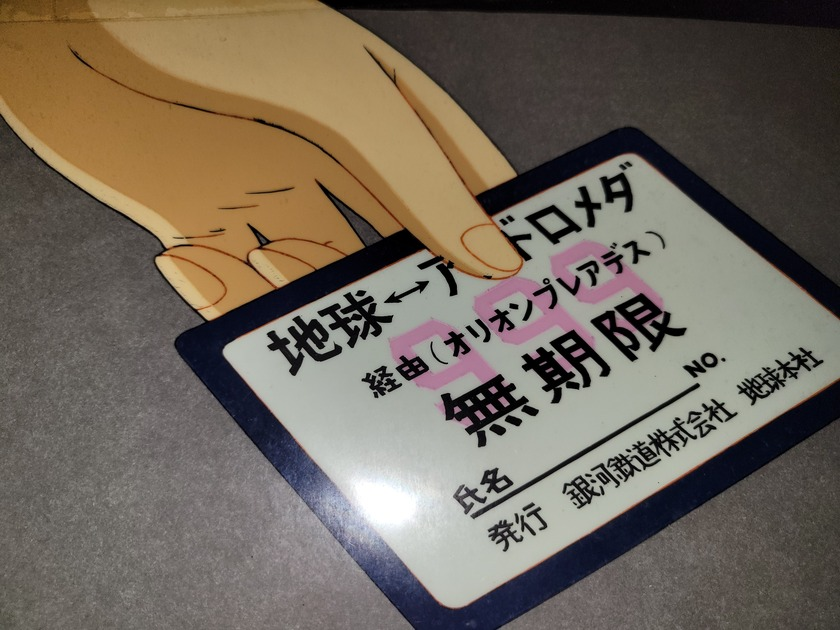 地球↔アドロメダ
999
経由(オリオンプレアデス)
無期限
NO.
氏名
発行 銀河鉄道株式会社 地球本社